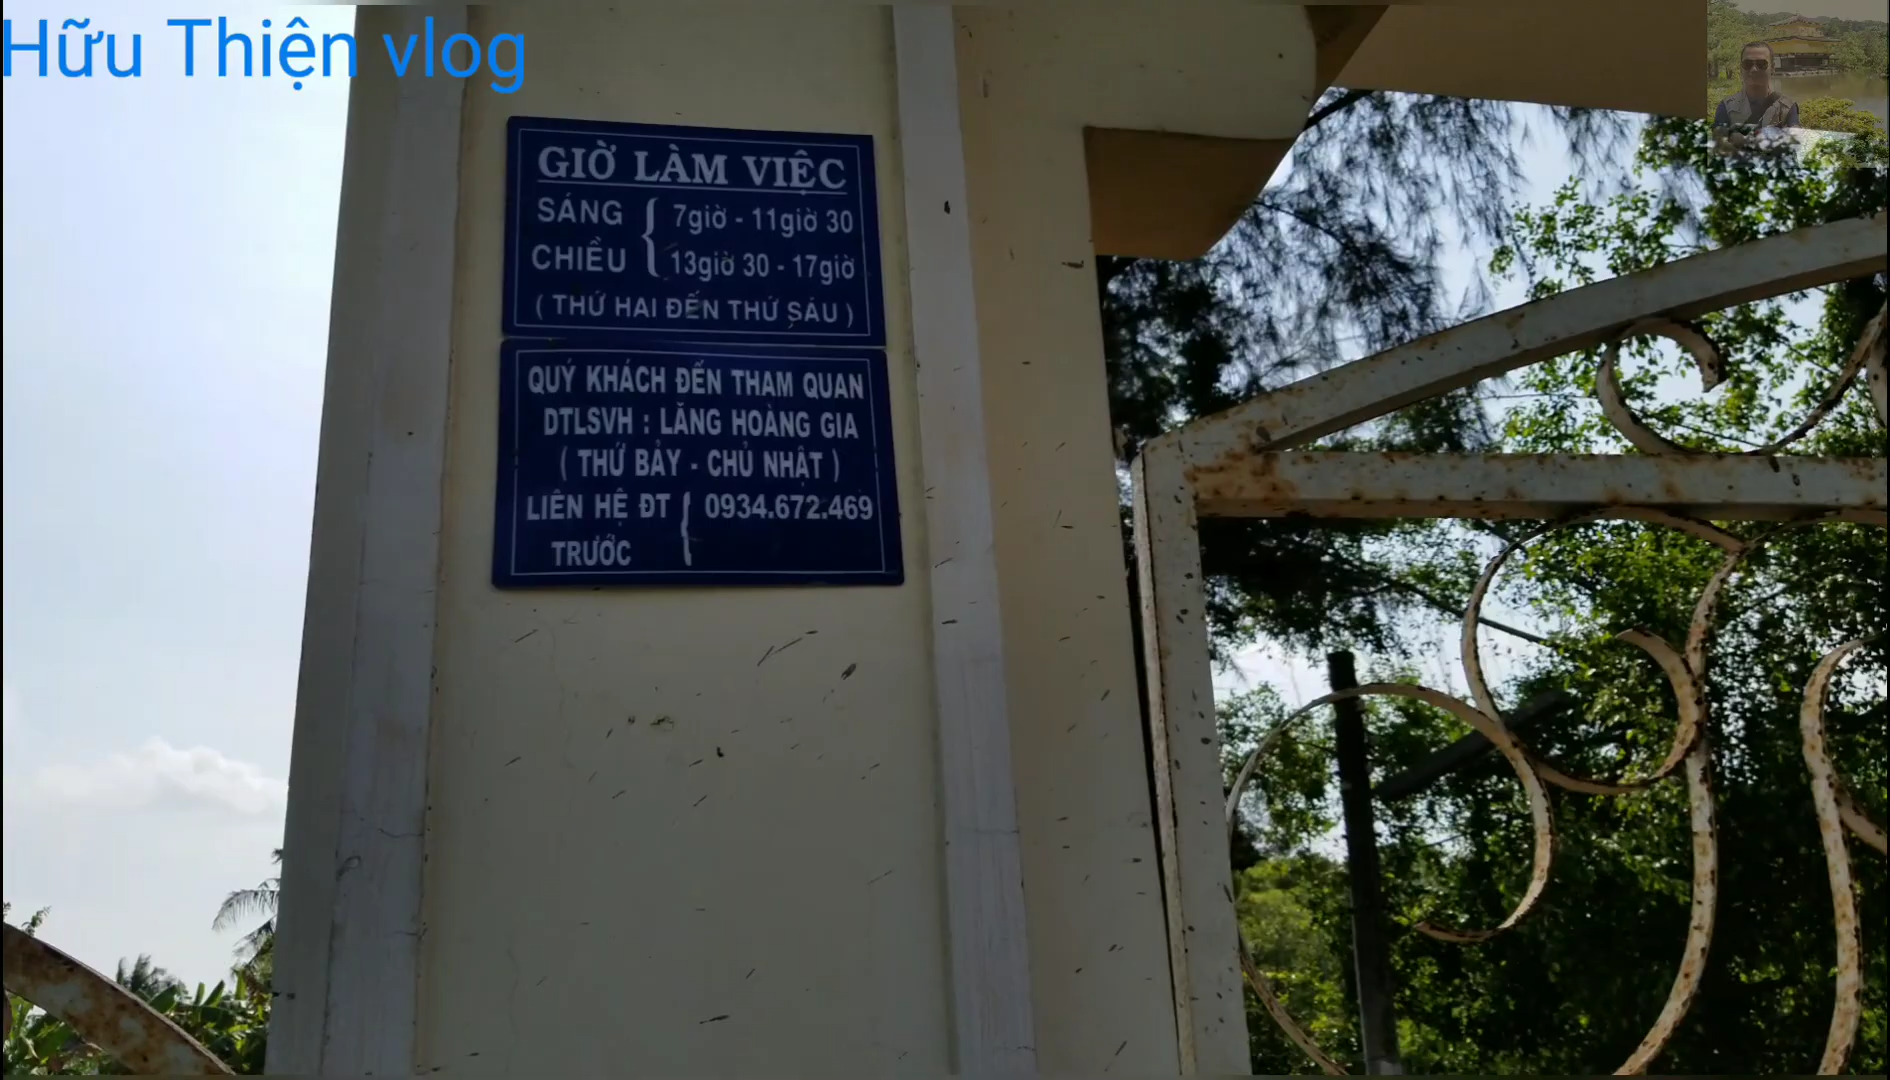 Hữu Thiện vlog
GIỜ LÀM VIỆC
SÁNG { 7giờ - 11giờ 30
CHIỀU { 13giờ 30 - 17giờ
( THỨ HAI ĐẾN THỨ SÁU )
QUÝ KHÁCH ĐẾN THAM QUAN
DTLSVH : LĂNG HOÀNG GIA
( THỨ BẢY - CHỦ NHẬT )
LIÊN HỆ ĐT { 0934.672.469
TRƯỚC